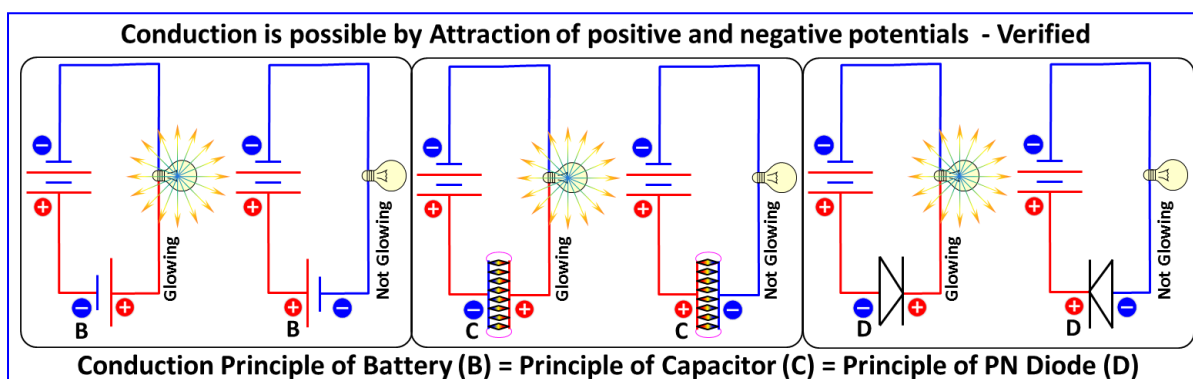 Conduction is possible by Attraction of positive and negative potentials - Verified
Glowing
B
Not Glowing
B
Glowing
C
Not Glowing
C
Glowing
D
Not Glowing
D
Conduction Principle of Battery (B) = Principle of Capacitor (C) = Principle of PN Diode (D)